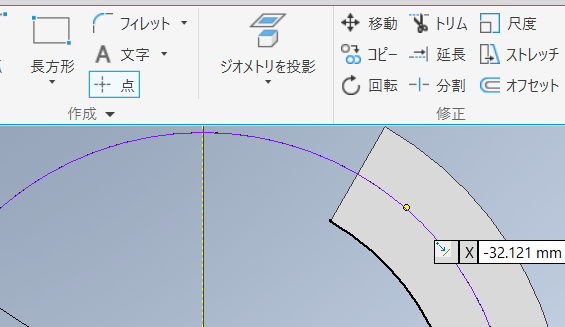 フィレット
移動
トリム
尺度
長方形
文字
ジオメトリを投影
コピー
延長
ストレッチ
点
回転
分割
オフセット
作成
修正
X
-32.121 mm